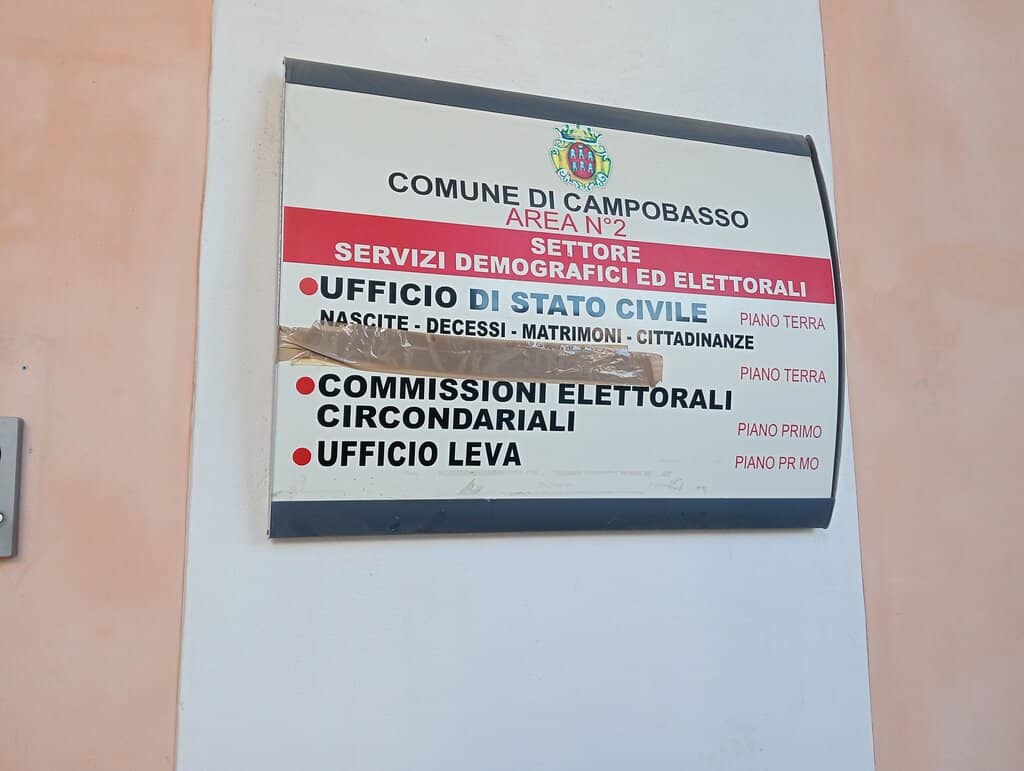 COMUNE DI CAMPOBASSO
AREA N°2
SETTORE
SERVIZI DEMOGRAFICI ED ELETTORALI
UFFICIO DI STATO CIVILE PIANO TERRA
NASCITE - DECESSI - MATRIMONI - CITTADINANZE
PIANO TERRA
COMMISSIONI ELETTORALI
CIRCONDARIALI PIANO PRIMO
UFFICIO LEVA PIANO PR MO